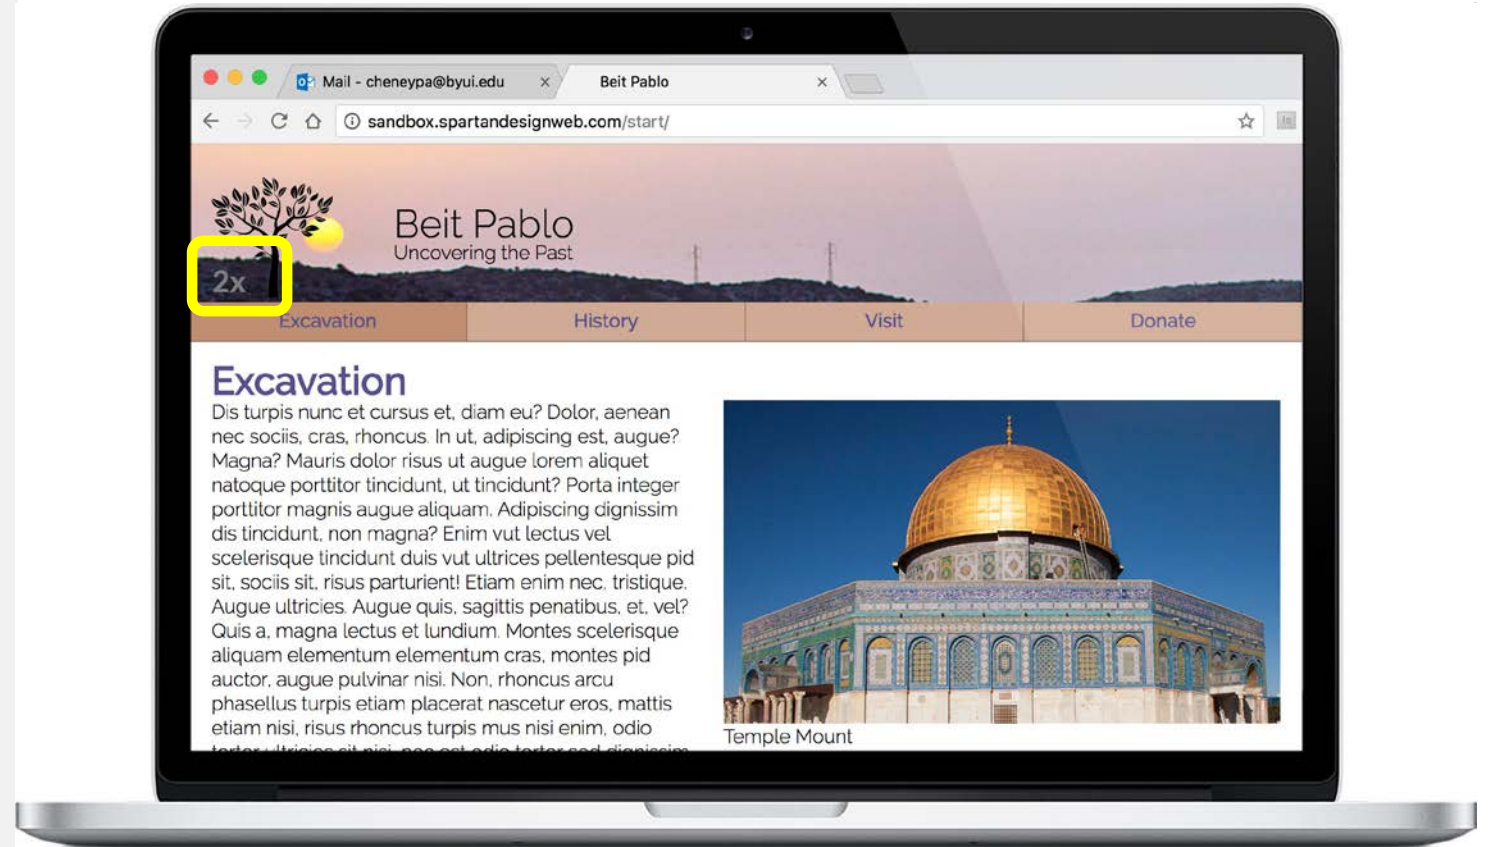 Mail - cheneypa@byui.edu
Beit Pablo
sandbox.spartandesignweb.com/start/
Beit Pablo
Uncovering the Past
2x
Excavation
History
Visit
Donate
Excavation
Dis turpis nunc et cursus et, diam eu? Dolor, aenean
nec sociis, cras, rhoncus. In ut, adipiscing est, augue?
Magna? Mauris dolor risus ut augue lorem aliquet
natoque porttitor tincidunt, ut tincidunt? Porta integer
porttitor magnis augue aliquam. Adipiscing dignissim
dis tincidunt, non magna? Enim vut lectus vel
scelerisque tincidunt duis vut ultrices pellentesque pid
sit, sociis sit, risus parturient! Etiam enim nec, tristique.
Augue ultricies. Augue quis, sagittis penatibus, et, vel?
Quis a, magna lectus et lundium. Montes scelerisque
aliquam elementum elementum cras, montes pid
auctor, augue pulvinar nisi. Non, rhoncus arcu
phasellus turpis etiam placerat nascetur eros, mattis
etiam nisi, risus rhoncus turpis mus nisi enim, odio
Temple Mount